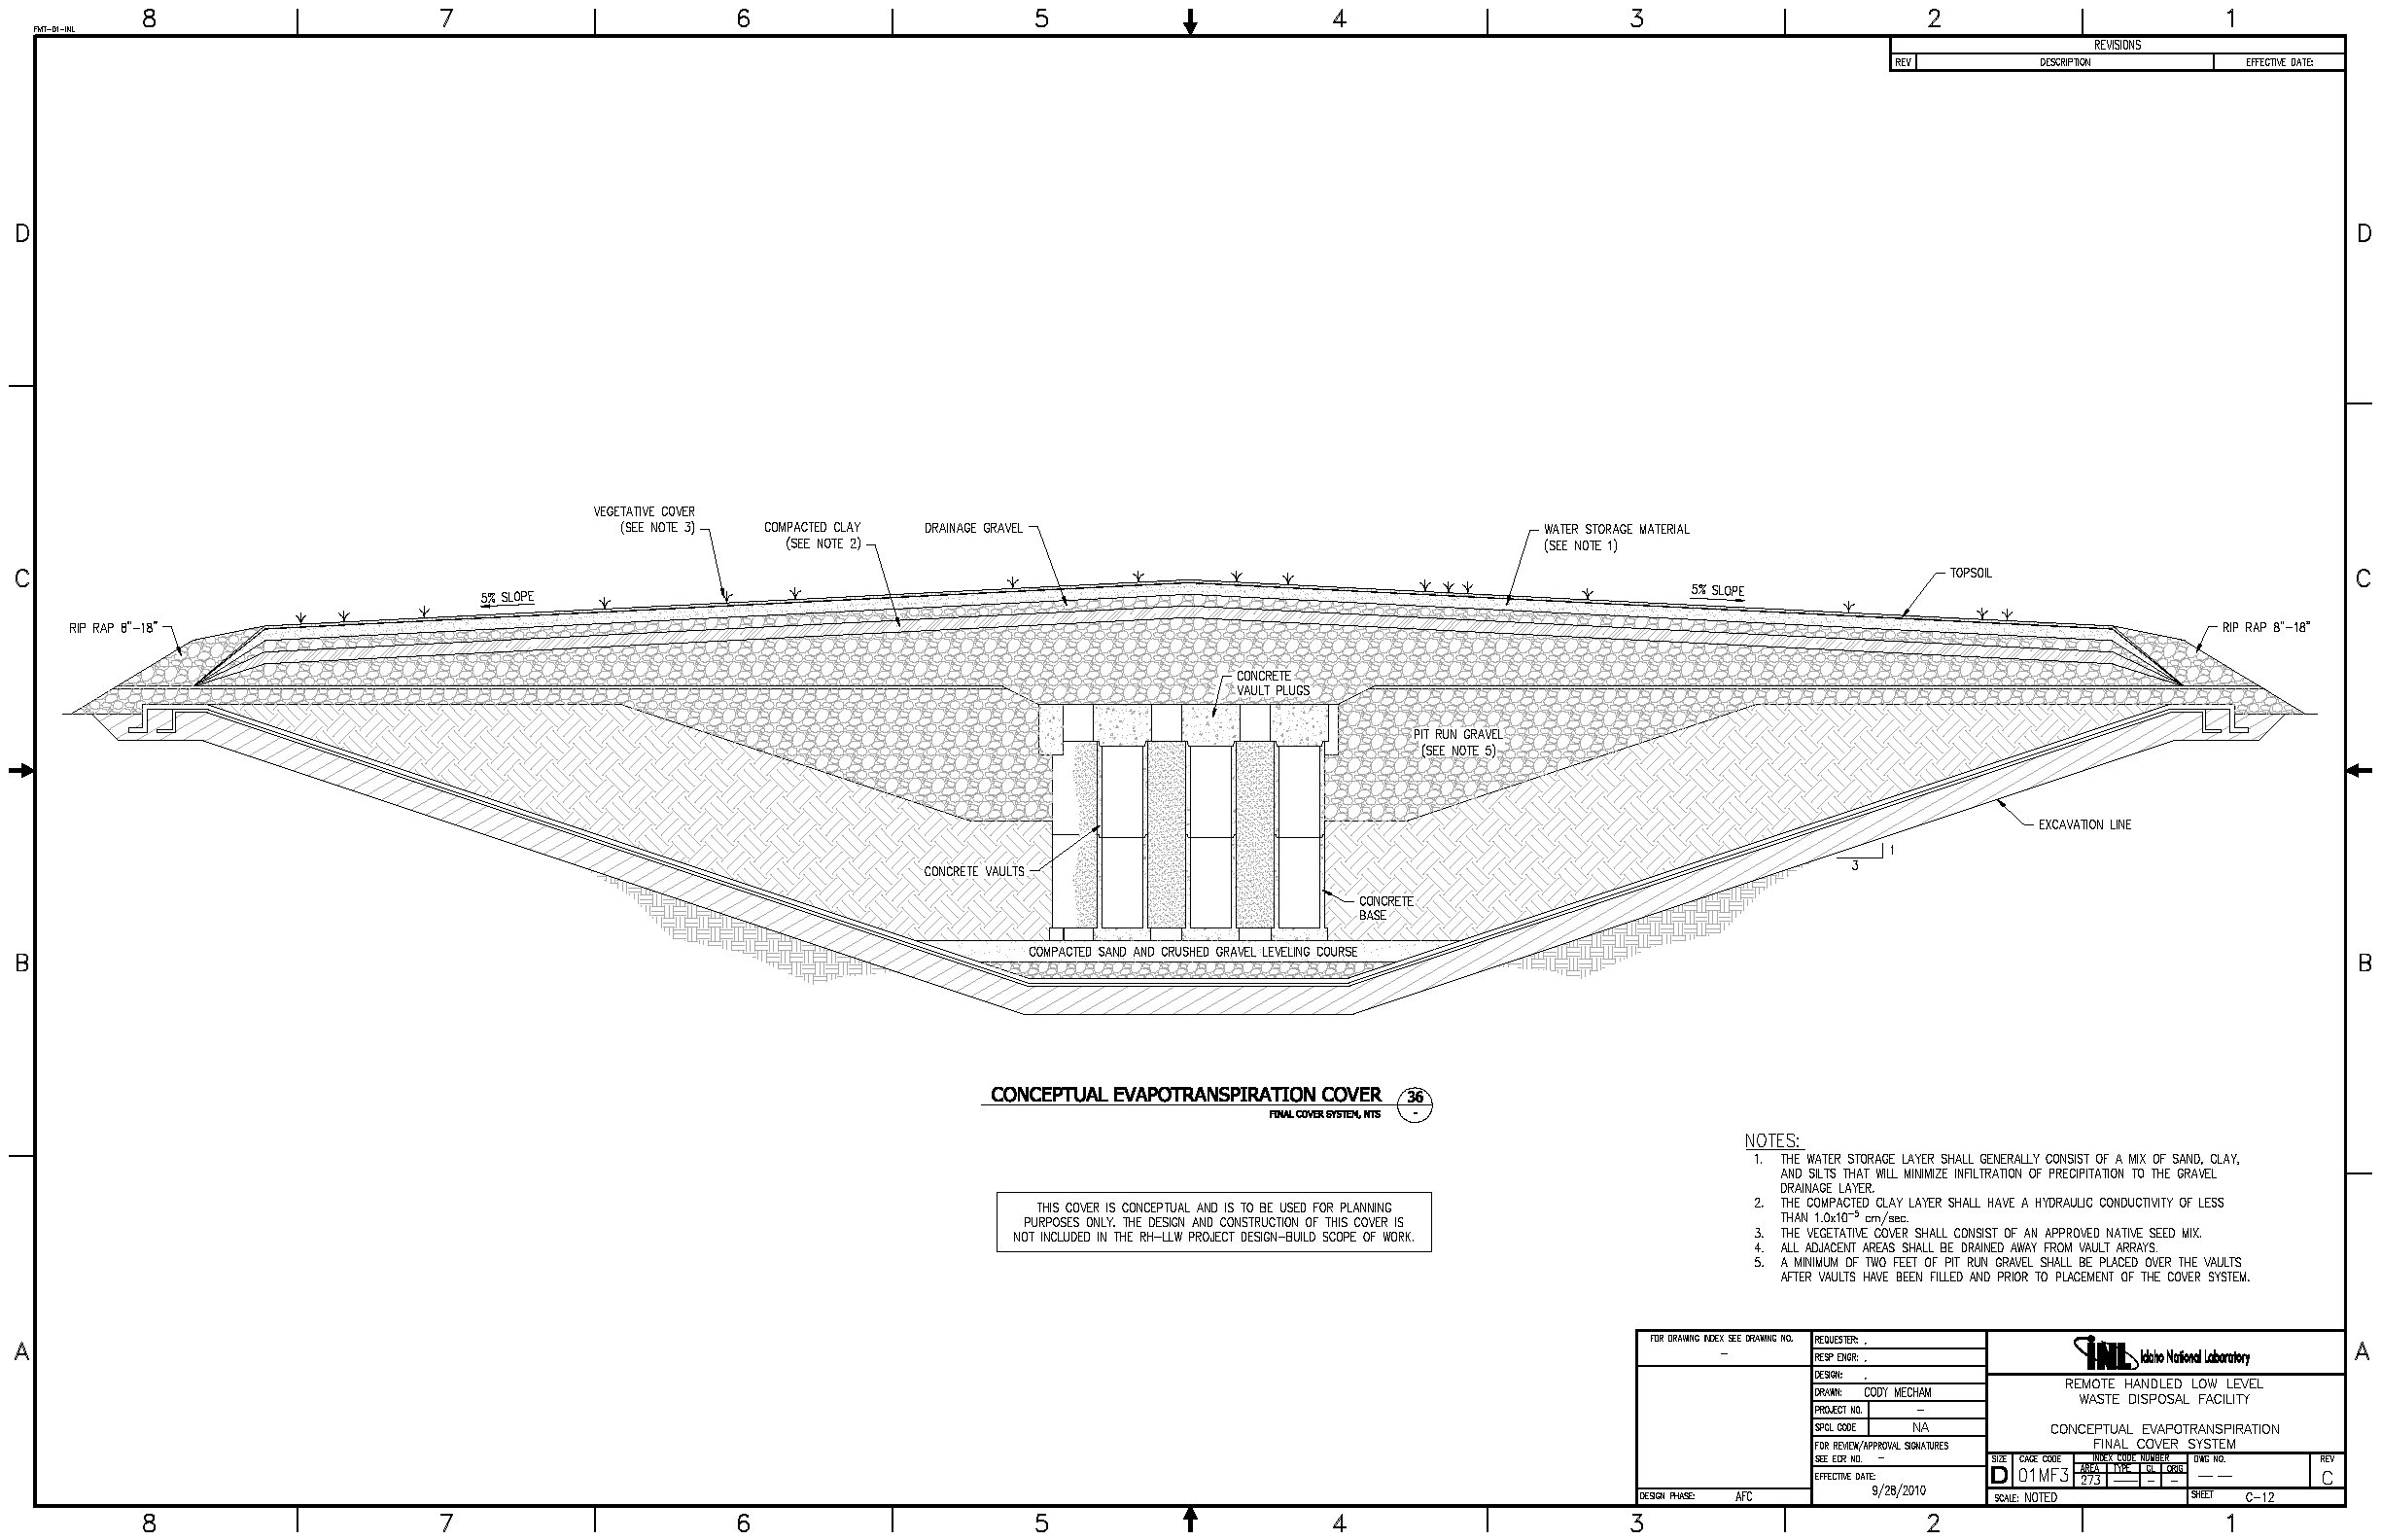 8 7 6 5 4 3 2 1
FMT-01-INL
REVISIONS
REV DESCRIPTION EFFECTIVE DATE:
D D
VEGETATIVE COVER
(SEE NOTE 3)
COMPACTED CLAY
(SEE NOTE 2)
DRAINAGE GRAVEL
WATER STORAGE MATERIAL
(SEE NOTE 1)
C C
TOPSOIL
5% SLOPE
5% SLOPE
RIP RAP 8"-18"
RIP RAP 8"-18"
CONCRETE
VAULT PLUGS
PIT RUN GRAVEL
(SEE NOTE 5)
EXCAVATION LINE
1
3
CONCRETE VAULTS
CONCRETE
BASE
COMPACTED SAND AND CRUSHED GRAVEL LEVELING COURSE
B B
CONCEPTUAL EVAPOTRANSPIRATION COVER 36
FINAL COVER SYSTEM, NTS -
NOTES:
1. THE WATER STORAGE LAYER SHALL GENERALLY CONSIST OF A MIX OF SAND, CLAY,
AND SILTS THAT WILL MINIMIZE INFILTRATION OF PRECIPITATION TO THE GRAVEL
DRAINAGE LAYER.
2. THE COMPACTED CLAY LAYER SHALL HAVE A HYDRAULIC CONDUCTIVITY OF LESS
THAN 1.0x10⁻⁵ cm/sec.
3. THE VEGETATIVE COVER SHALL CONSIST OF AN APPROVED NATIVE SEED MIX.
4. ALL ADJACENT AREAS SHALL BE DRAINED AWAY FROM VAULT ARRAYS.
5. A MINIMUM OF TWO FEET OF PIT RUN GRAVEL SHALL BE PLACED OVER THE VAULTS
AFTER VAULTS HAVE BEEN FILLED AND PRIOR TO PLACEMENT OF THE COVER SYSTEM.
THIS COVER IS CONCEPTUAL AND IS TO BE USED FOR PLANNING
PURPOSES ONLY. THE DESIGN AND CONSTRUCTION OF THIS COVER IS
NOT INCLUDED IN THE RH-LLW PROJECT DESIGN-BUILD SCOPE OF WORK.
A A
FOR DRAWING INDEX SEE DRAWING NO.
-
DESIGN PHASE: AFC
REQUESTER: ,
RESP ENGR: ,
DESIGN: ,
DRAWN: CODY MECHAM
PROJECT NO. -
SPCL CODE NA
FOR REVIEW/APPROVAL SIGNATURES
SEE ECR NO. -
EFFECTIVE DATE:
9/28/2010
INL Idaho National Laboratory
REMOTE HANDLED LOW LEVEL
WASTE DISPOSAL FACILITY
CONCEPTUAL EVAPOTRANSPIRATION
FINAL COVER SYSTEM
SIZE CAGE CODE INDEX CODE NUMBER DWG NO. REV
AREA TYPE CL ORIG
D 01MF3 273 — - - — — C
SCALE: NOTED SHEET C-12
8 7 6 5 4 3 2 1